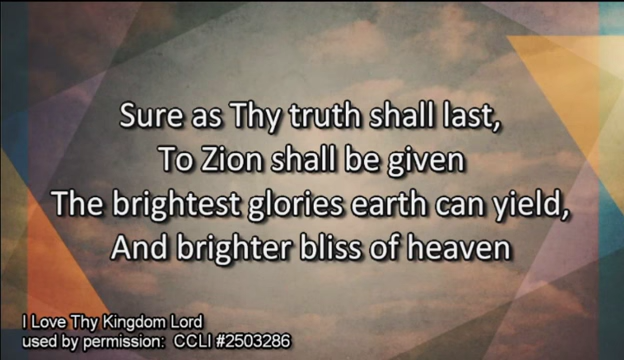 Sure as Thy truth shall last,
To Zion shall be given
The brightest glories earth can yield,
And brighter bliss of heaven
I Love Thy Kingdom Lord
used by permission:  CCLI #2503286